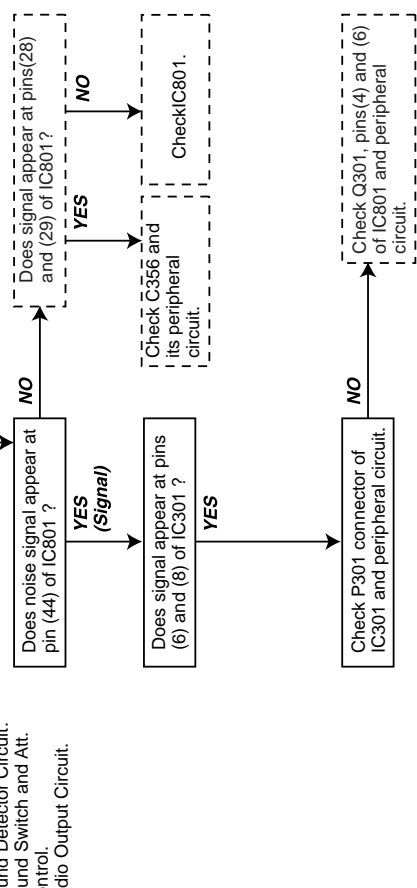 und Detector Circuit.
und Switch and Att.
ntrol.
dio Output Circuit.
Does noise signal appear at
pin (44) of IC801 ?
NO
Does signal appear at pins(28)
and (29) of IC801?
YES
NO
Check C356 and
its peripheral
circuit.
CheckIC801.
YES
(Signal)
Does signal appear at pins
(6) and (8) of IC301 ?
YES
Check P301 connector of
IC301 and peripheral circuit.
NO
Check Q301, pins(4) and (6)
of IC801 and peripheral
circuit.